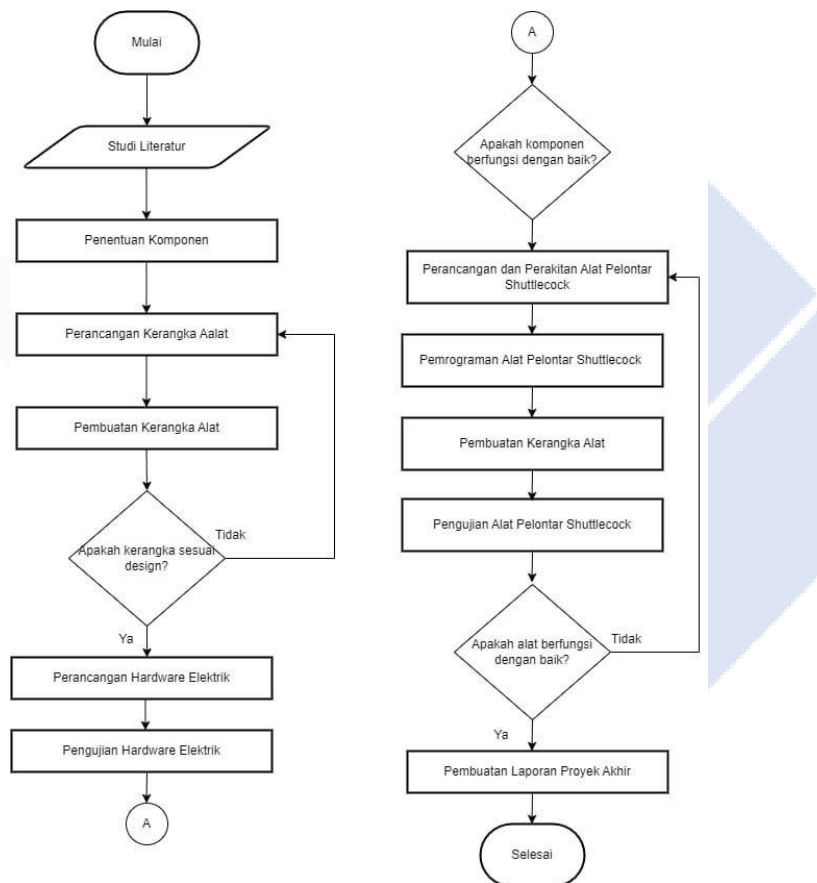 Mulai
Studi Literatur
Penentuan Komponen
Perancangan Kerangka Aalat
Pembuatan Kerangka Alat
Apakah kerangka sesuai
design?
Tidak
Ya
Perancangan Hardware Elektrik
Pengujian Hardware Elektrik
A
A
Apakah komponen
berfungsi dengan baik?
Perancangan dan Perakitan Alat Pelontar
Shuttlecock
Pemrograman Alat Pelontar Shuttlecock
Pembuatan Kerangka Alat
Pengujian Alat Pelontar Shuttlecock
Apakah alat berfungsi
dengan baik?
Tidak
Ya
Pembuatan Laporan Proyek Akhir
Selesai